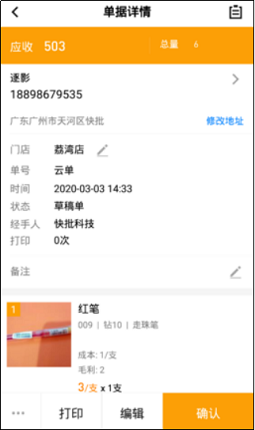 单据详情
应收 503 总量 6
逐影
18898679535
广东广州市天河区快批 修改地址
门店 荔湾店
单号 云单
时间 2020-03-03 14:33
状态 草稿单
经手人 快批科技
打印 0次
备注
1
红笔
009 | 钻10 | 走珠笔
成本: 1/支
毛利: 2
3/支 x 1支
打印 编辑 确认